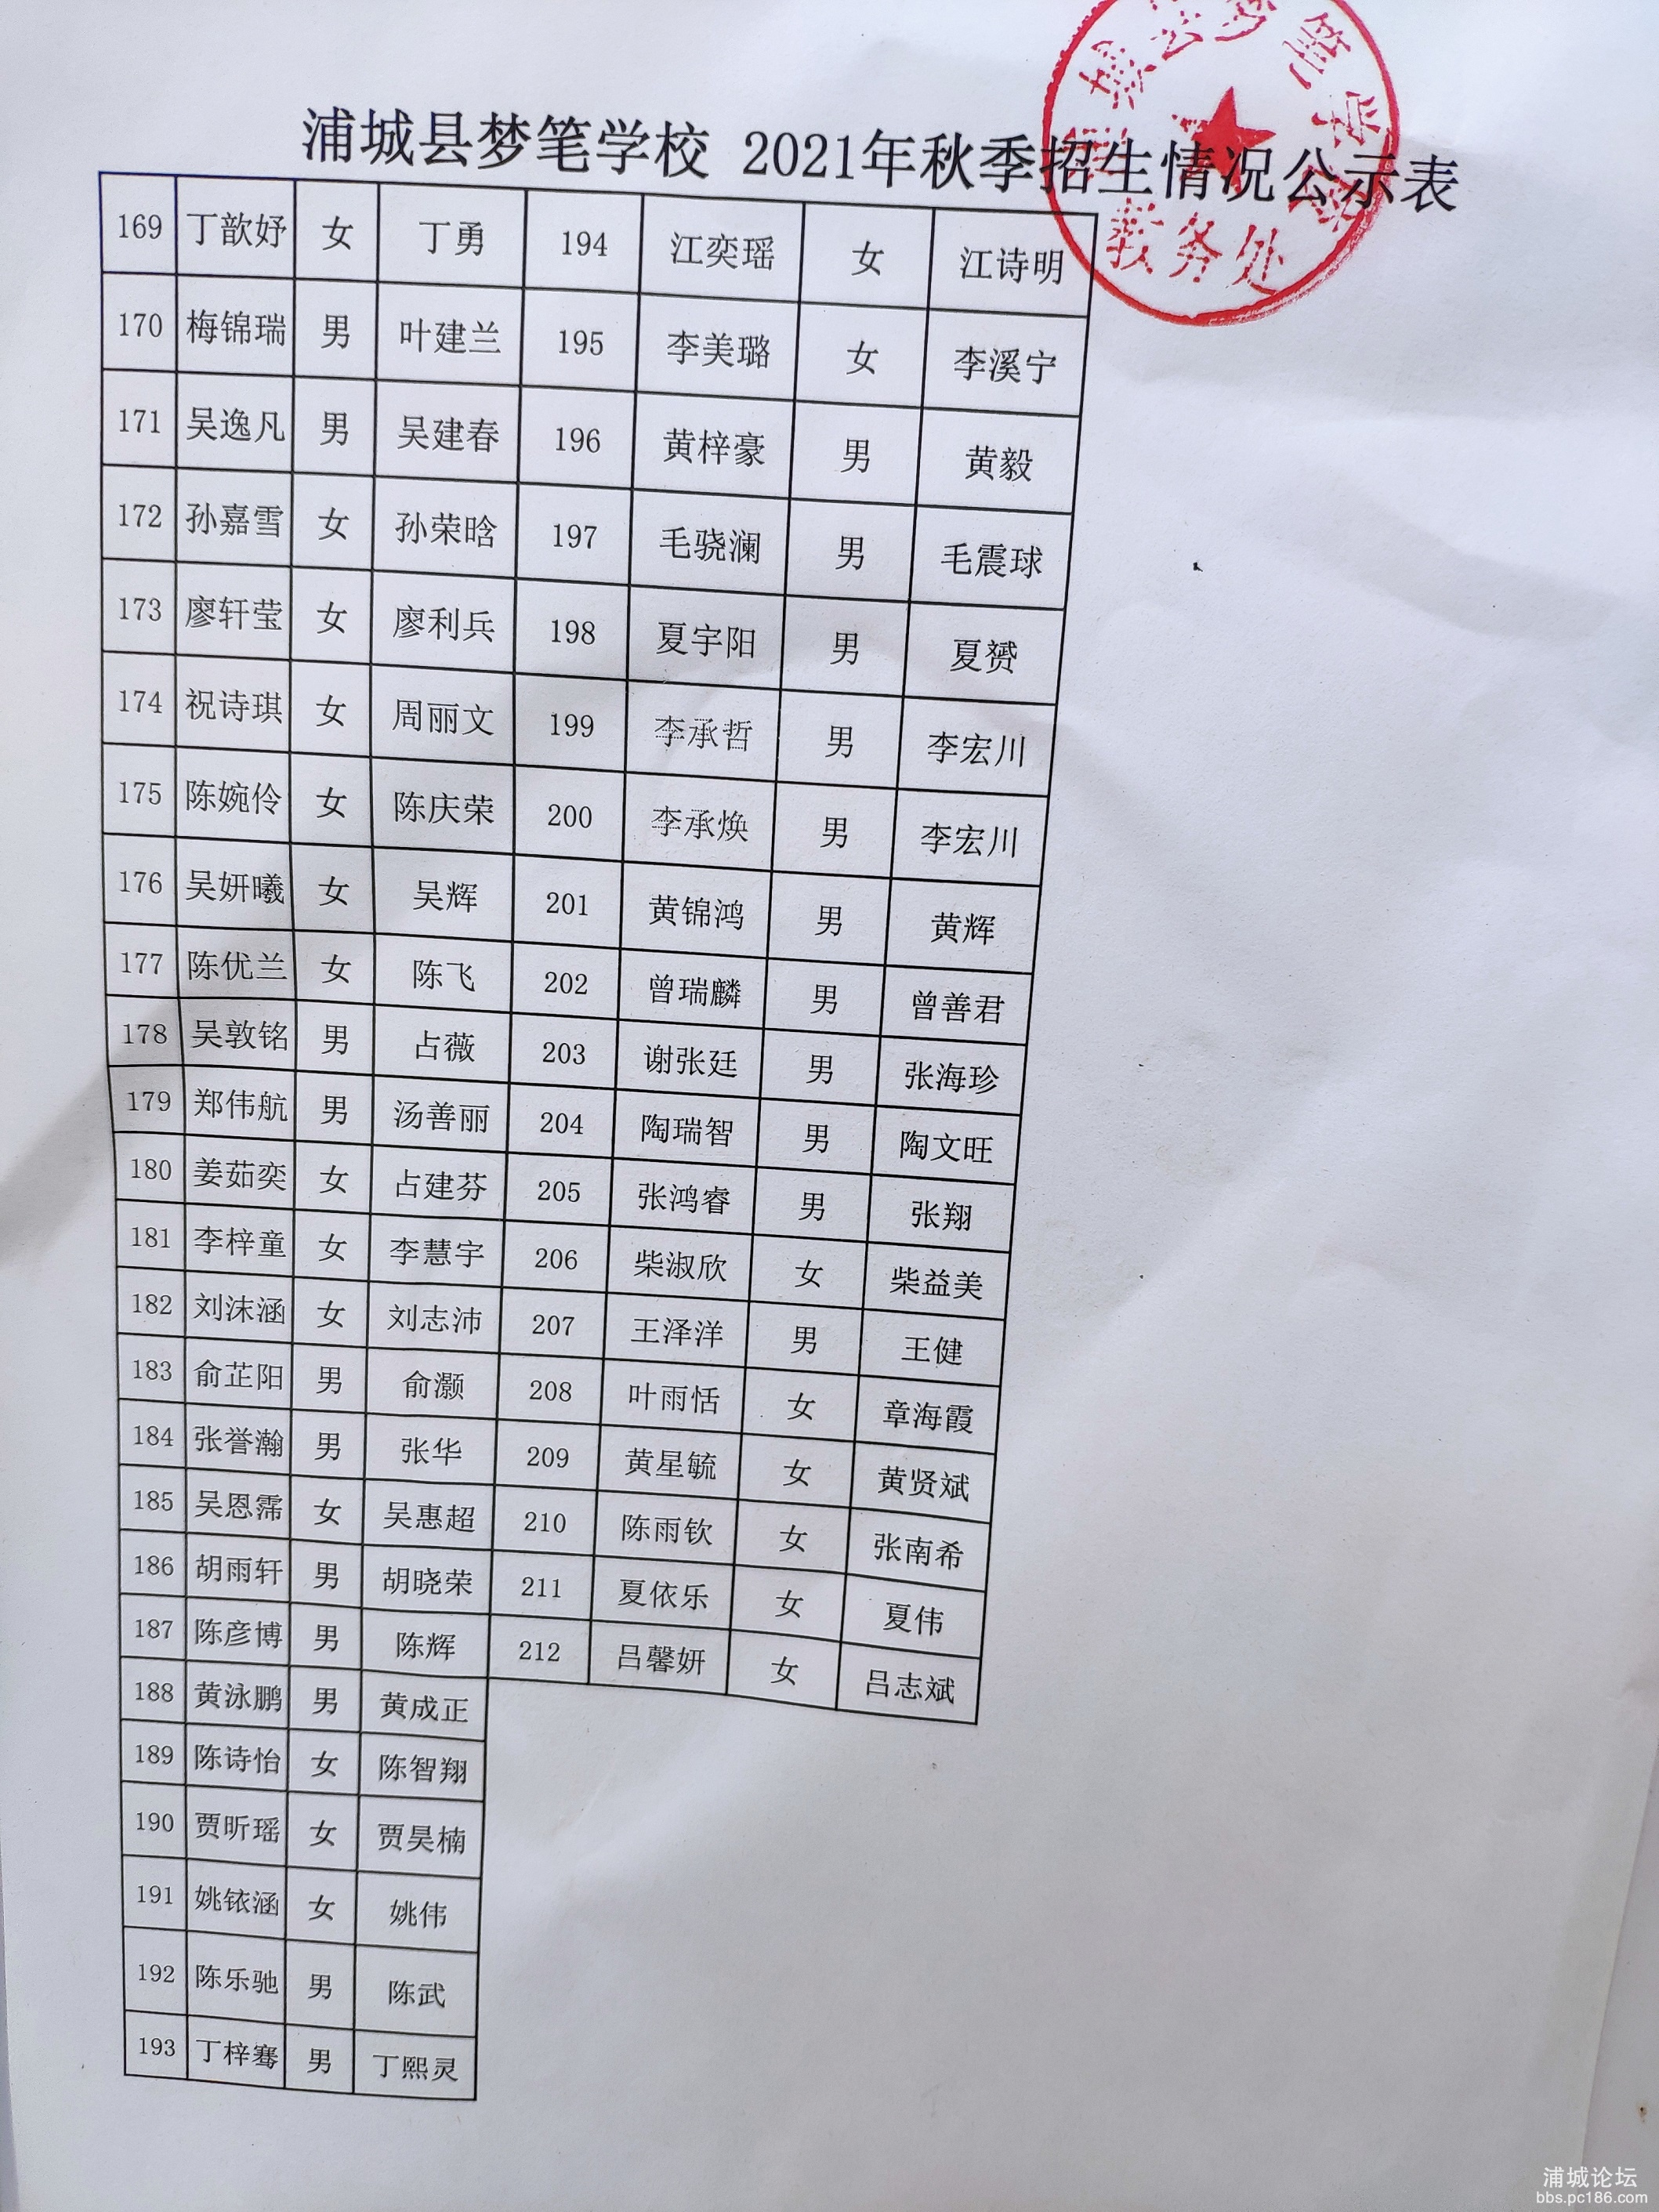 浦城县梦笔学校 2021年秋季招生情况公示表
城县梦笔学校
教务处
169 丁歆妤 女 丁勇 194 江奕瑶 女 江诗明
170 梅锦瑞 男 叶建兰 195 李美璐 女 李溪宁
171 吴逸凡 男 吴建春 196 黄梓豪 男 黄毅
172 孙嘉雪 女 孙荣晗 197 毛骁澜 男 毛震球
173 廖轩莹 女 廖利兵 198 夏宇阳 男 夏赟
174 祝诗琪 女 周丽文 199 李承哲 男 李宏川
175 陈婉伶 女 陈庆荣 200 李承焕 男 李宏川
176 吴妍曦 女 吴辉 201 黄锦鸿 男 黄辉
177 陈优兰 女 陈飞 202 曾瑞麟 男 曾善君
178 吴敦铭 男 占薇 203 谢张廷 男 张海珍
179 郑伟航 男 汤善丽 204 陶瑞智 男 陶文旺
180 姜茹奕 女 占建芬 205 张鸿睿 男 张翔
181 李梓童 女 李慧宇 206 柴淑欣 女 柴益美
182 刘沫涵 女 刘志沛 207 王泽洋 男 王健
183 俞芷阳 男 俞灏 208 叶雨恬 女 章海霞
184 张誉瀚 男 张华 209 黄星毓 女 黄贤斌
185 吴恩霈 女 吴惠超 210 陈雨钦 女 张南希
186 胡雨轩 男 胡晓荣 211 夏依乐 女 夏伟
187 陈彦博 男 陈辉 212 吕馨妍 女 吕志斌
188 黄泳鹏 男 黄成正
189 陈诗怡 女 陈智翔
190 贾昕瑶 女 贾昊楠
191 姚铱涵 女 姚伟
192 陈乐驰 男 陈武
193 丁梓骞 男 丁熙灵
浦城论坛
bbs.pc186.com